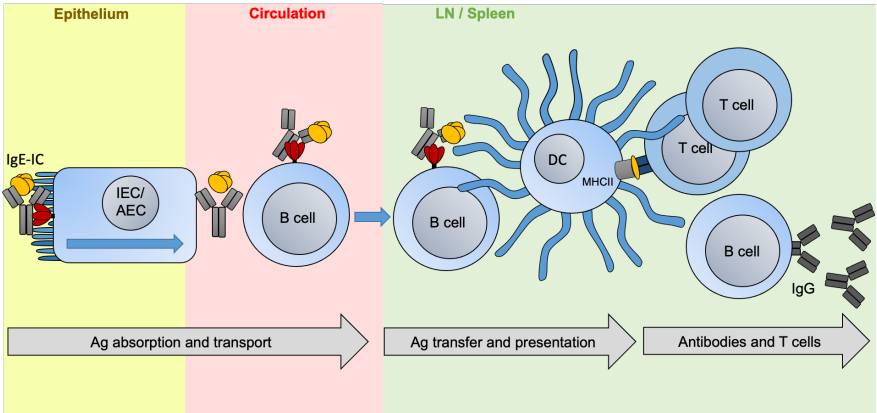 Epithelium
Circulation
LN / Spleen
IgE-IC
IEC/
AEC
B cell
B cell
DC
MHCII
T cell
T cell
B cell
IgG
Ag absorption and transport
Ag transfer and presentation
Antibodies and T cells